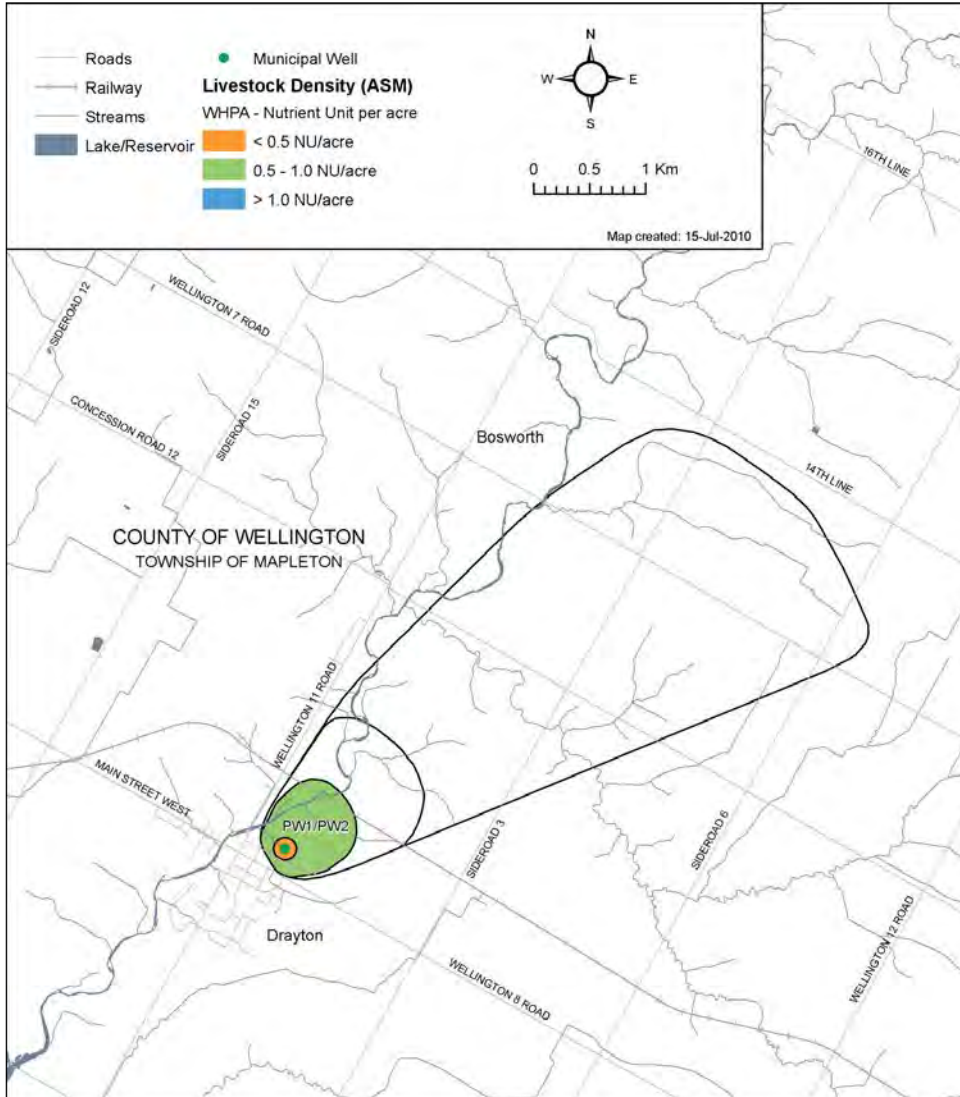 Roads
Railway
Streams
Lake/Reservoir
Municipal Well
Livestock Density (ASM)
WHPA - Nutrient Unit per acre
< 0.5 NU/acre
0.5 - 1.0 NU/acre
> 1.0 NU/acre
N
W
E
S
0 0.5 1 Km
Map created: 15-Jul-2010
16TH LINE
SIDEROAD 12
WELLINGTON 7 ROAD
CONCESSION ROAD 12
SIDEROAD 15
Bosworth
14TH LINE
COUNTY OF WELLINGTON
TOWNSHIP OF MAPLETON
WELLINGTON 11 ROAD
MAIN STREET WEST
PW1/PW2
SIDEROAD 3
SIDEROAD 6
Drayton
WELLINGTON 8 ROAD
WELLINGTON 12 ROAD